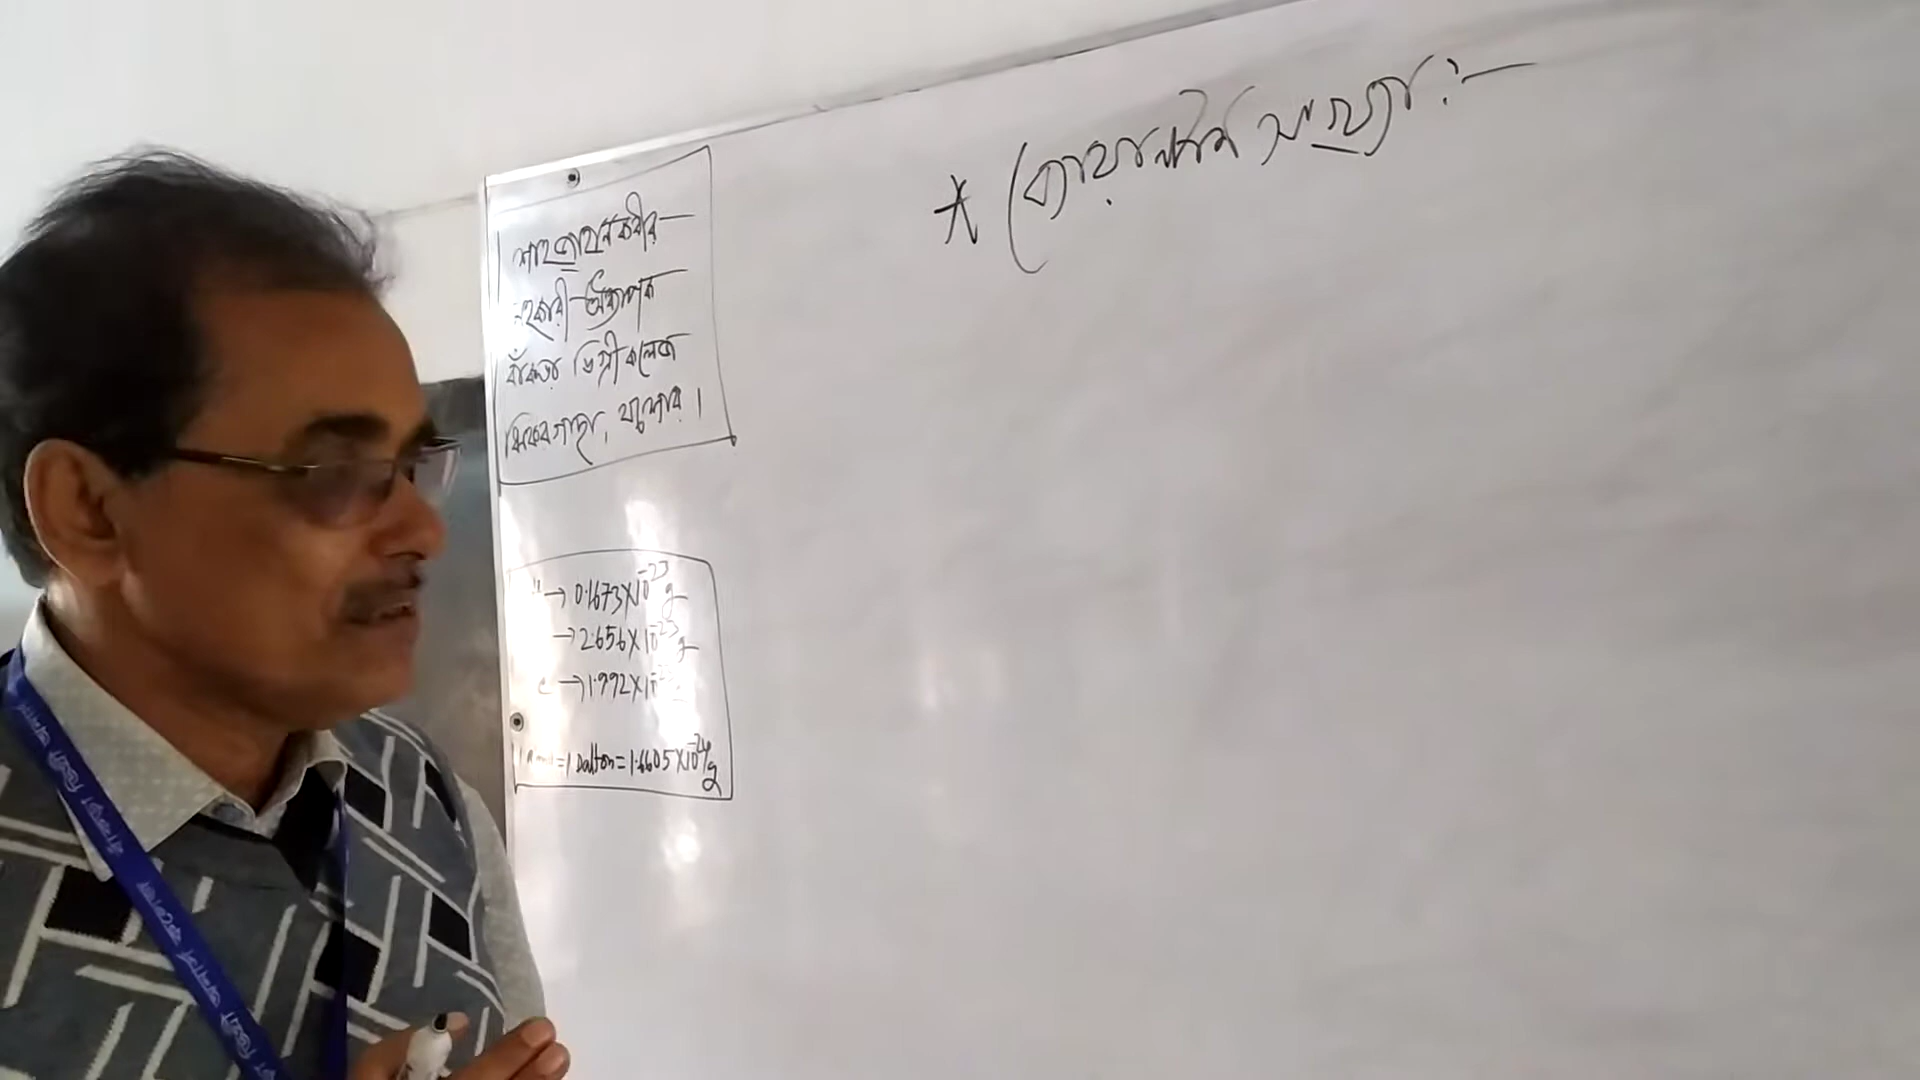 * কোয়ান্টাম সংখ্যা :—
শাহজাহান কবীর
সহকারী অধ্যাপক
বাঁকড়া ডিগ্রী কলেজ
ঝিকরগাছা, যশোর।
H → 0.1673×10⁻²³ g
→ 2.656×10⁻²³ g
C → 1.992×10⁻²³
1 amu = 1 Dalton = 1.6605×10⁻²⁴ g